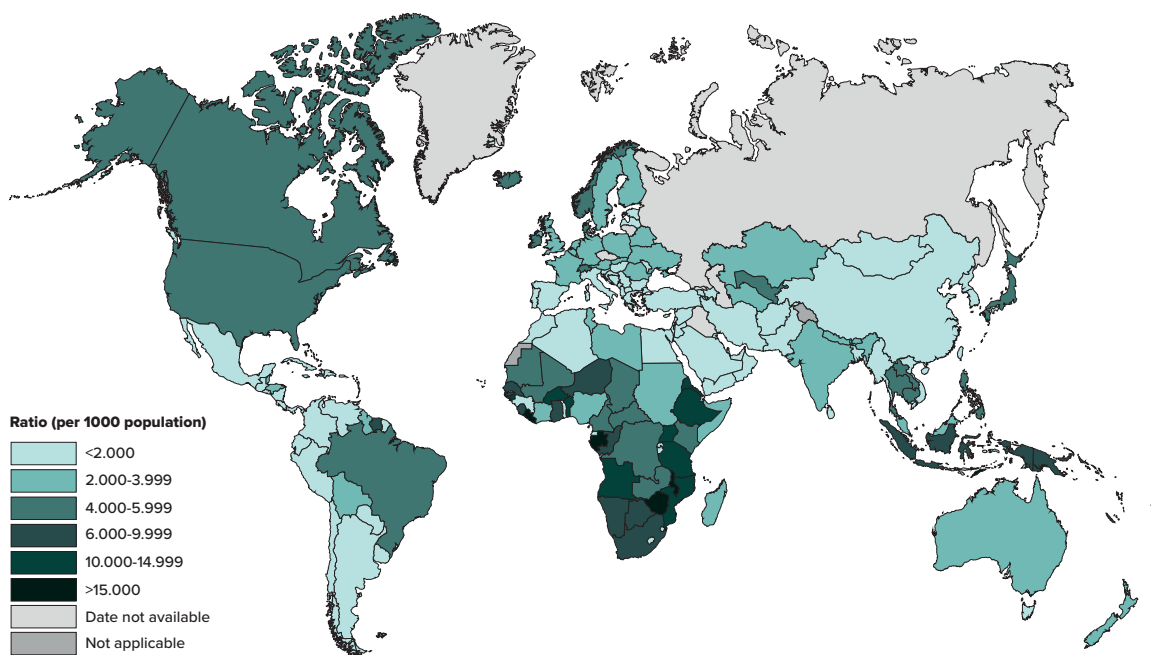 Ratio (per 1000 population)
<2.000
2.000-3.999
4.000-5.999
6.000-9.999
10.000-14.999
>15.000
Date not available
Not applicable